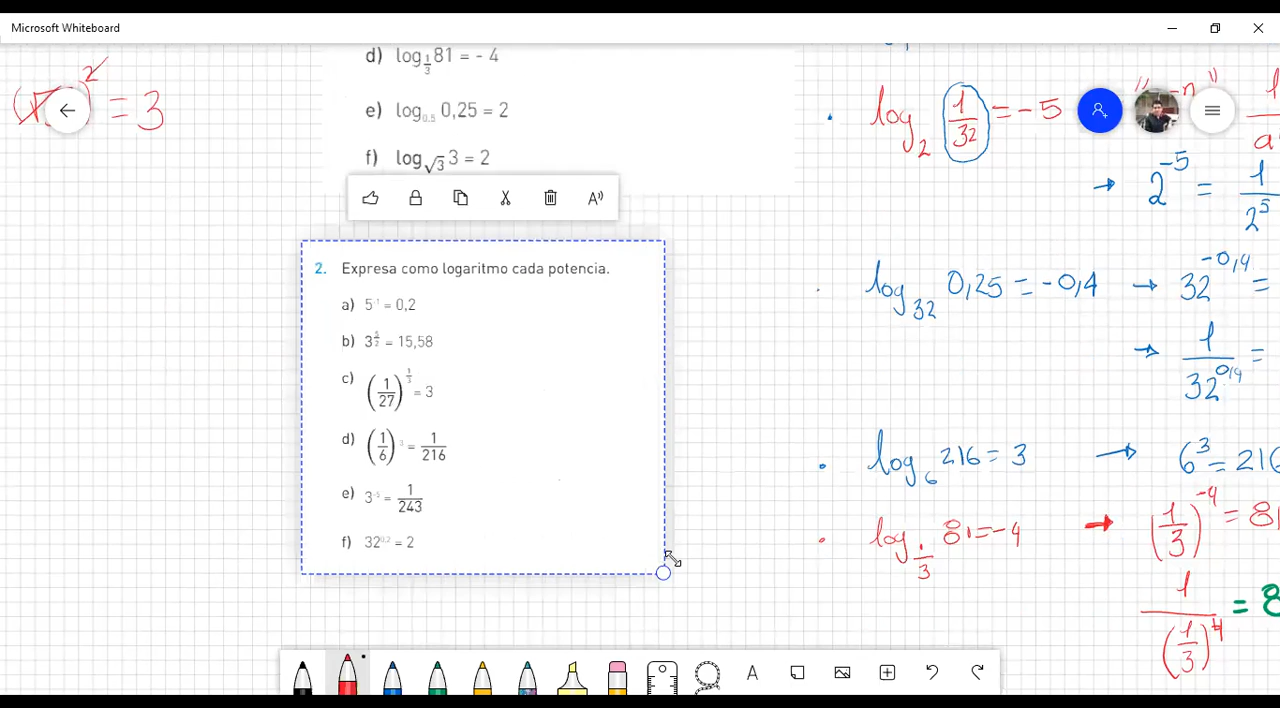 Microsoft Whiteboard
d) log_{1/3} 81 = - 4
e) log_{0,5} 0,25 = 2
f) log_{√3} 3 = 2
)² = 3
2. Expresa como logaritmo cada potencia.
a) 5⁻¹ = 0,2
b) 3^{5/2} = 15,58
c) (1/27)^{1/3} = 3
d) (1/6)³ = 1/216
e) 3⁻⁵ = 1/243
f) 32^{0,2} = 2
log₂ 1/32 = -5
"-n" 1/a
→ 2⁻⁵ = 1/2⁵
log₃₂ 0,25 = -0,4 → 32^{-0,4} =
→ 1/32^{0,4} =
log₆ 216 = 3 → 6³ = 216
log_{1/3} 81 = -4 → (1/3)⁻⁴ = 81
1/(1/3)⁴ = 8
A